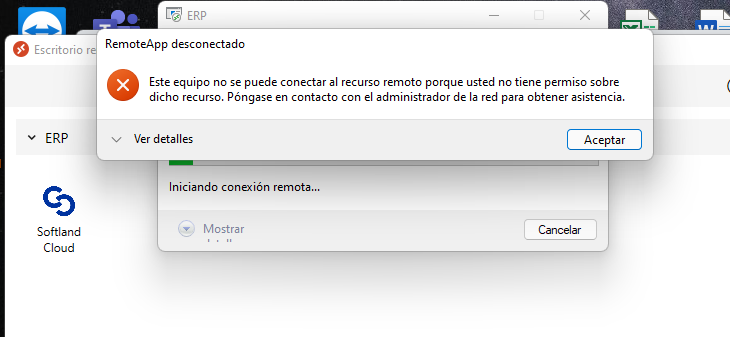 ERP
Escritorio re
RemoteApp desconectado
Este equipo no se puede conectar al recurso remoto porque usted no tiene permiso sobre
dicho recurso. Póngase en contacto con el administrador de la red para obtener asistencia.
Ver detalles
Aceptar
ERP
Iniciando conexión remota...
Softland
Cloud
Mostrar
Cancelar